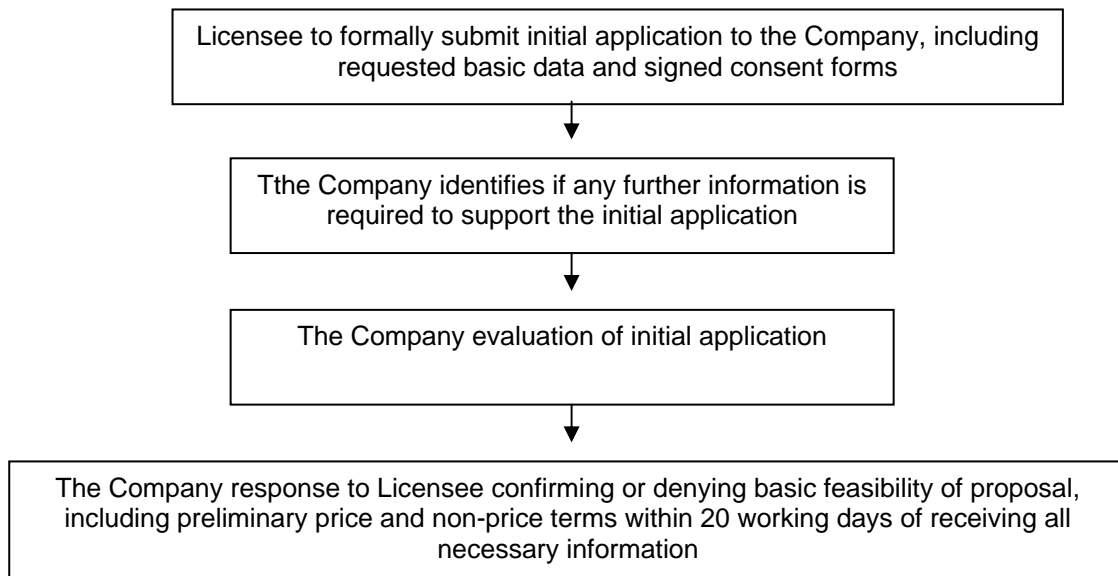 Licensee to formally submit initial application to the Company, including
requested basic data and signed consent forms
Tthe Company identifies if any further information is
required to support the initial application
The Company evaluation of initial application
The Company response to Licensee confirming or denying basic feasibility of proposal,
including preliminary price and non-price terms within 20 working days of receiving all
necessary information